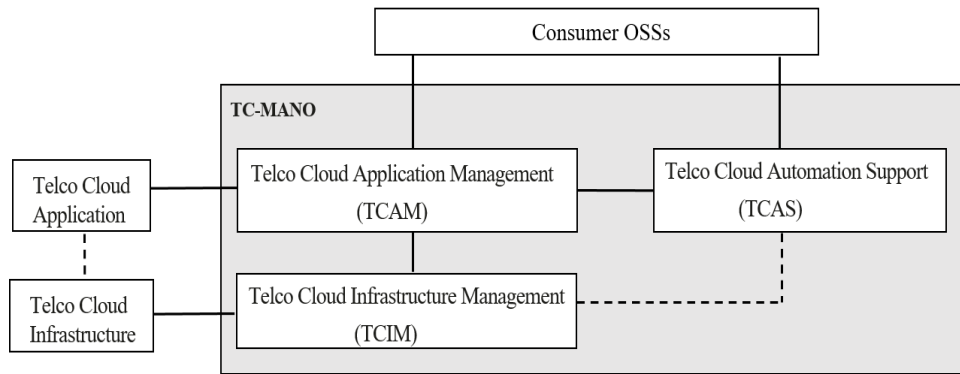 Consumer OSSs
TC-MANO
Telco Cloud
Application
Telco Cloud Application Management
(TCAM)
Telco Cloud Automation Support
(TCAS)
Telco Cloud
Infrastructure
Telco Cloud Infrastructure Management
(TCIM)